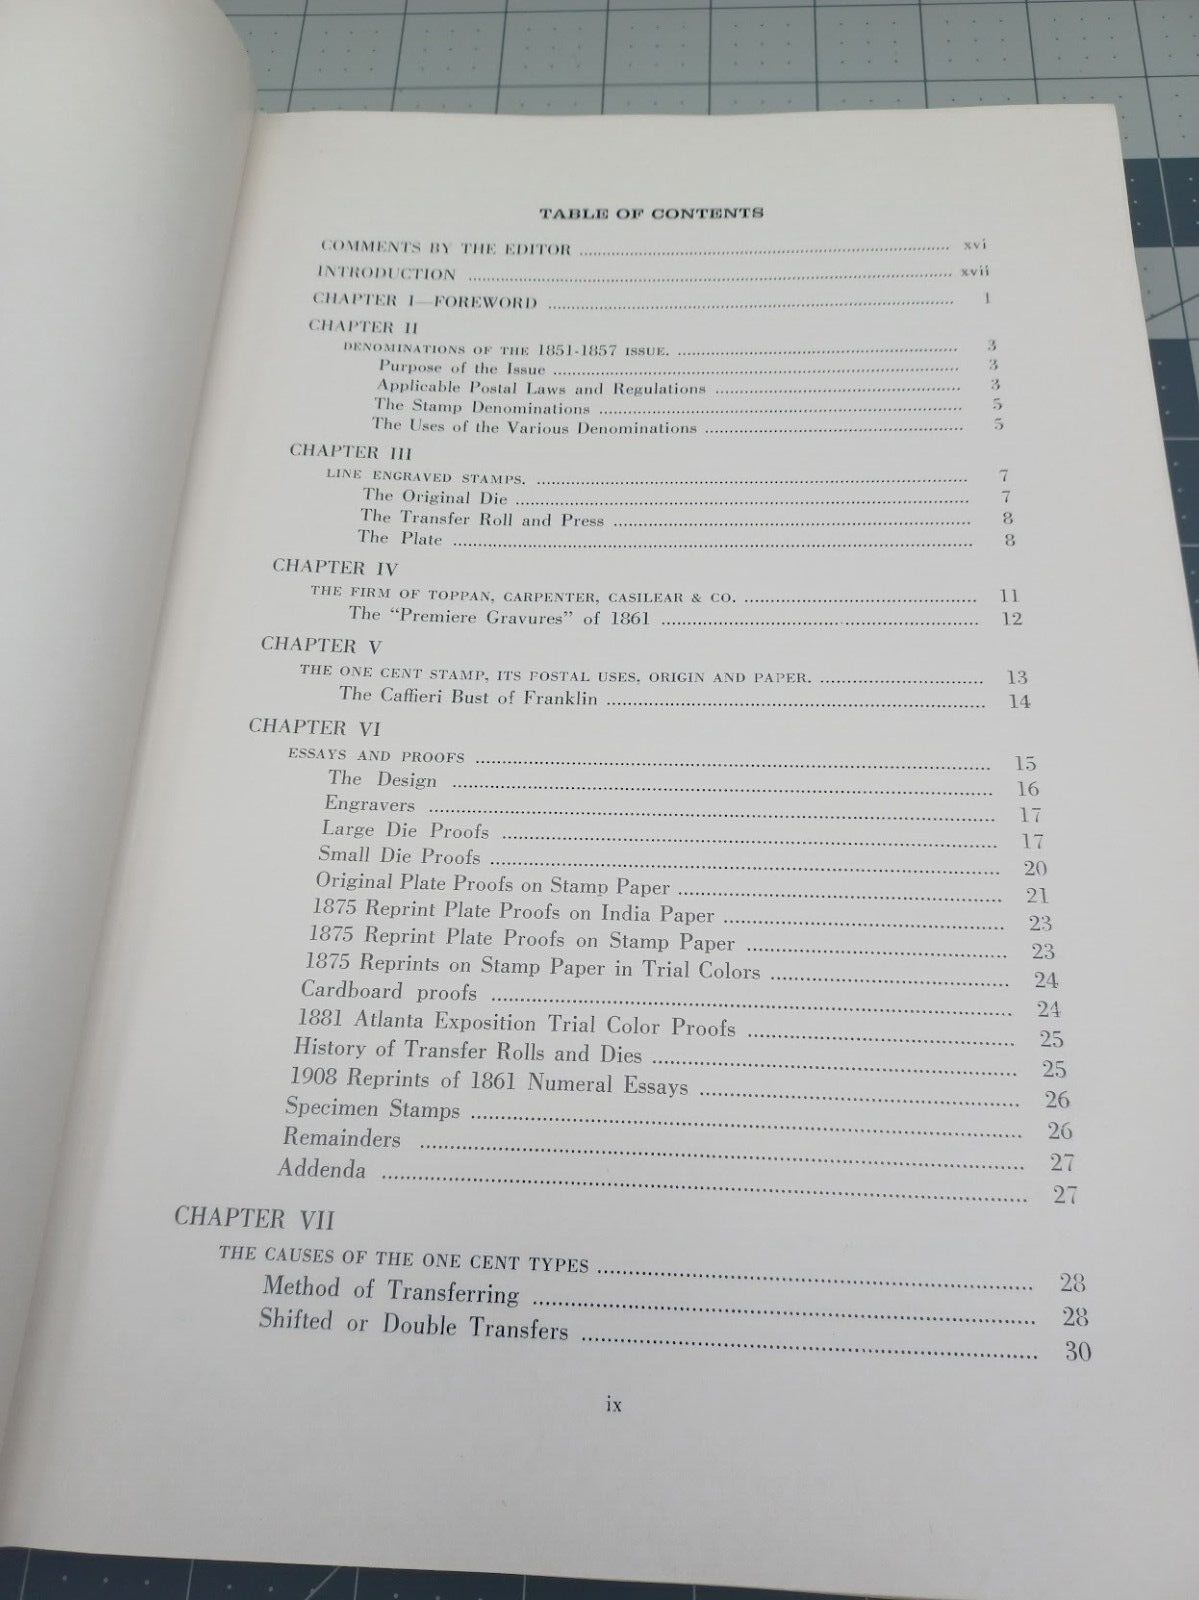 TABLE OF CONTENTS
COMMENTS BY THE EDITOR ........ xvi
INTRODUCTION ........ xvii
CHAPTER I—FOREWORD ........ 1
CHAPTER II
DENOMINATIONS OF THE 1851-1857 ISSUE. ........ 3
Purpose of the Issue ........ 3
Applicable Postal Laws and Regulations ........ 3
The Stamp Denominations ........ 5
The Uses of the Various Denominations ........ 5
CHAPTER III
LINE ENGRAVED STAMPS. ........ 7
The Original Die ........ 7
The Transfer Roll and Press ........ 8
The Plate ........ 8
CHAPTER IV
THE FIRM OF TOPPAN, CARPENTER, CASILEAR & CO. ........ 11
The “Premiere Gravures” of 1861 ........ 12
CHAPTER V
THE ONE CENT STAMP, ITS POSTAL USES, ORIGIN AND PAPER. ........ 13
The Caffieri Bust of Franklin ........ 14
CHAPTER VI
ESSAYS AND PROOFS ........ 15
The Design ........ 16
Engravers ........ 17
Large Die Proofs ........ 17
Small Die Proofs ........ 20
Original Plate Proofs on Stamp Paper ........ 21
1875 Reprint Plate Proofs on India Paper ........ 23
1875 Reprint Plate Proofs on Stamp Paper ........ 23
1875 Reprints on Stamp Paper in Trial Colors ........ 24
Cardboard proofs ........ 24
1881 Atlanta Exposition Trial Color Proofs ........ 25
History of Transfer Rolls and Dies ........ 25
1908 Reprints of 1861 Numeral Essays ........ 26
Specimen Stamps ........ 26
Remainders ........ 27
Addenda ........ 27
CHAPTER VII
THE CAUSES OF THE ONE CENT TYPES ........ 28
Method of Transferring ........ 28
Shifted or Double Transfers ........ 30
ix